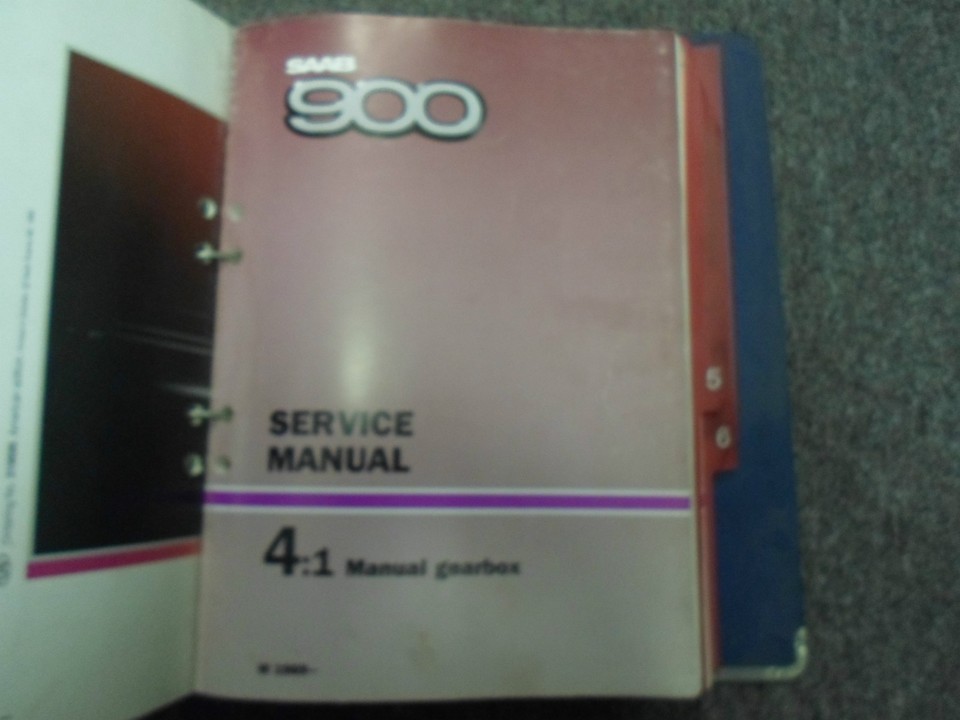 SAAB
900
SERVICE
MANUAL
4:1 Manual gearbox
5
6